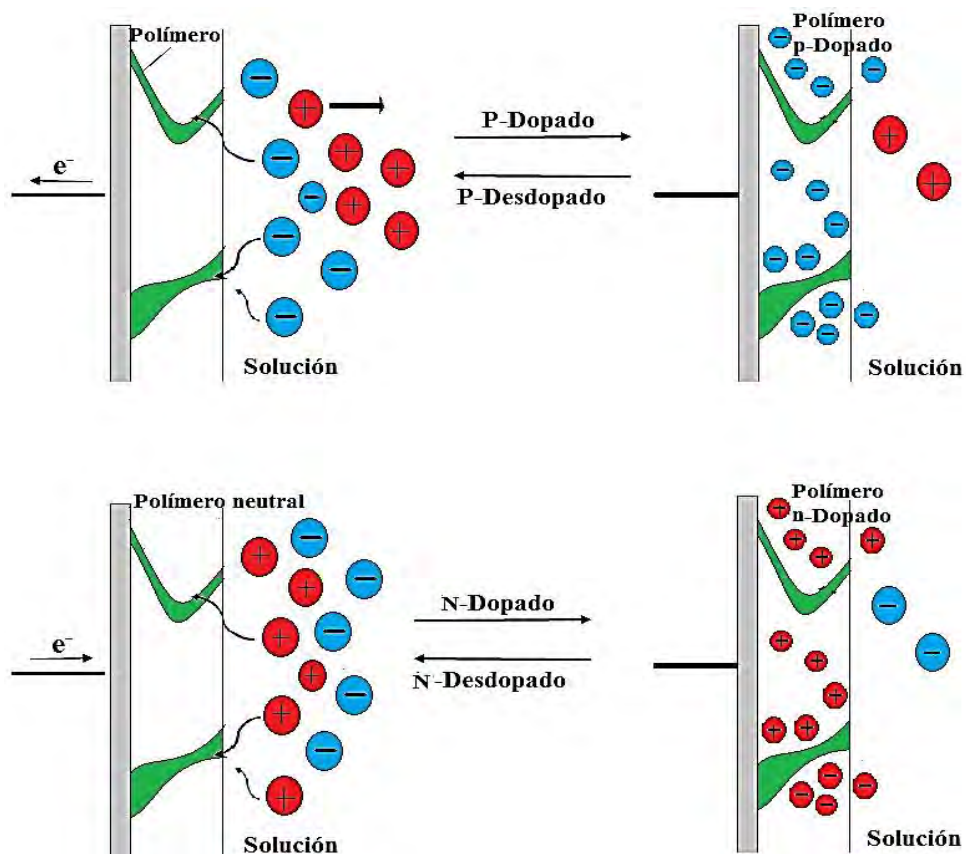 Polímero
e⁻
Solución
P-Dopado
P-Desdopado
Polímero
p-Dopado
Solución
Polímero neutral
e⁻
Solución
N-Dopado
N-Desdopado
Polímero
n-Dopado
Solución